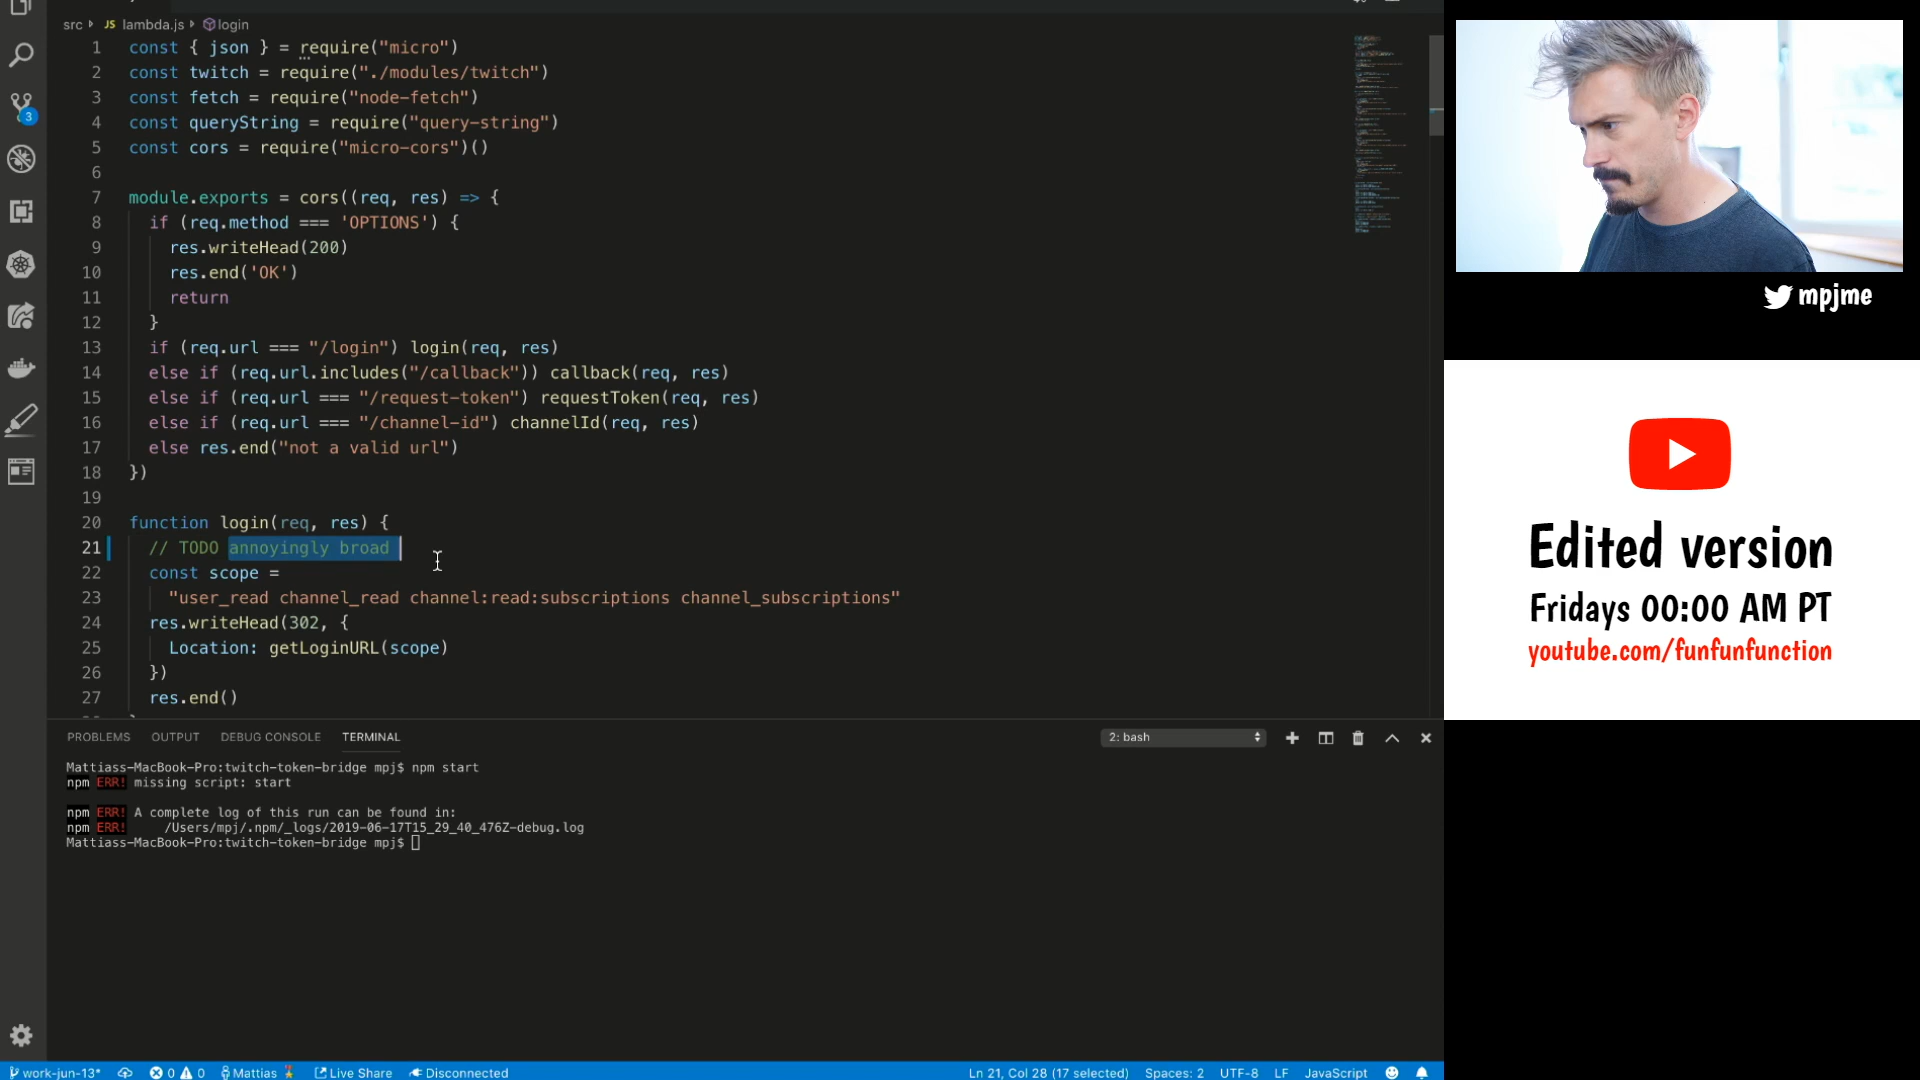 src lambda.js login
1 const { json } = require("micro")
2 const twitch = require("./modules/twitch")
3 const fetch = require("node-fetch")
4 const queryString = require("query-string")
5 const cors = require("micro-cors")()
6
7 module.exports = cors((req, res) => {
8 if (req.method === 'OPTIONS') {
9 res.writeHead(200)
10 res.end('OK')
11 return
12 }
13 if (req.url === "/login") login(req, res)
14 else if (req.url.includes("/callback")) callback(req, res)
15 else if (req.url === "/request-token") requestToken(req, res)
16 else if (req.url === "/channel-id") channelId(req, res)
17 else res.end("not a valid url")
18 })
19
20 function login(req, res) {
21 // TODO annoyingly broad
22 const scope =
23 "user_read channel_read channel:read:subscriptions channel_subscriptions"
24 res.writeHead(302, {
25 Location: getLoginURL(scope)
26 })
27 res.end()
3
PROBLEMS OUTPUT DEBUG CONSOLE TERMINAL 2: bash
Mattiass-MacBook-Pro:twitch-token-bridge mpj$ npm start
npm ERR! missing script: start
npm ERR! A complete log of this run can be found in:
npm ERR! /Users/mpj/.npm/_logs/2019-06-17T15_29_40_476Z-debug.log
Mattiass-MacBook-Pro:twitch-token-bridge mpj$
work-jun-13* 0 0 Mattias Live Share Disconnected Ln 21, Col 28 (17 selected) Spaces: 2 UTF-8 LF JavaScript
mpjme
Edited version
Fridays 00:00 AM PT
youtube.com/funfunfunction